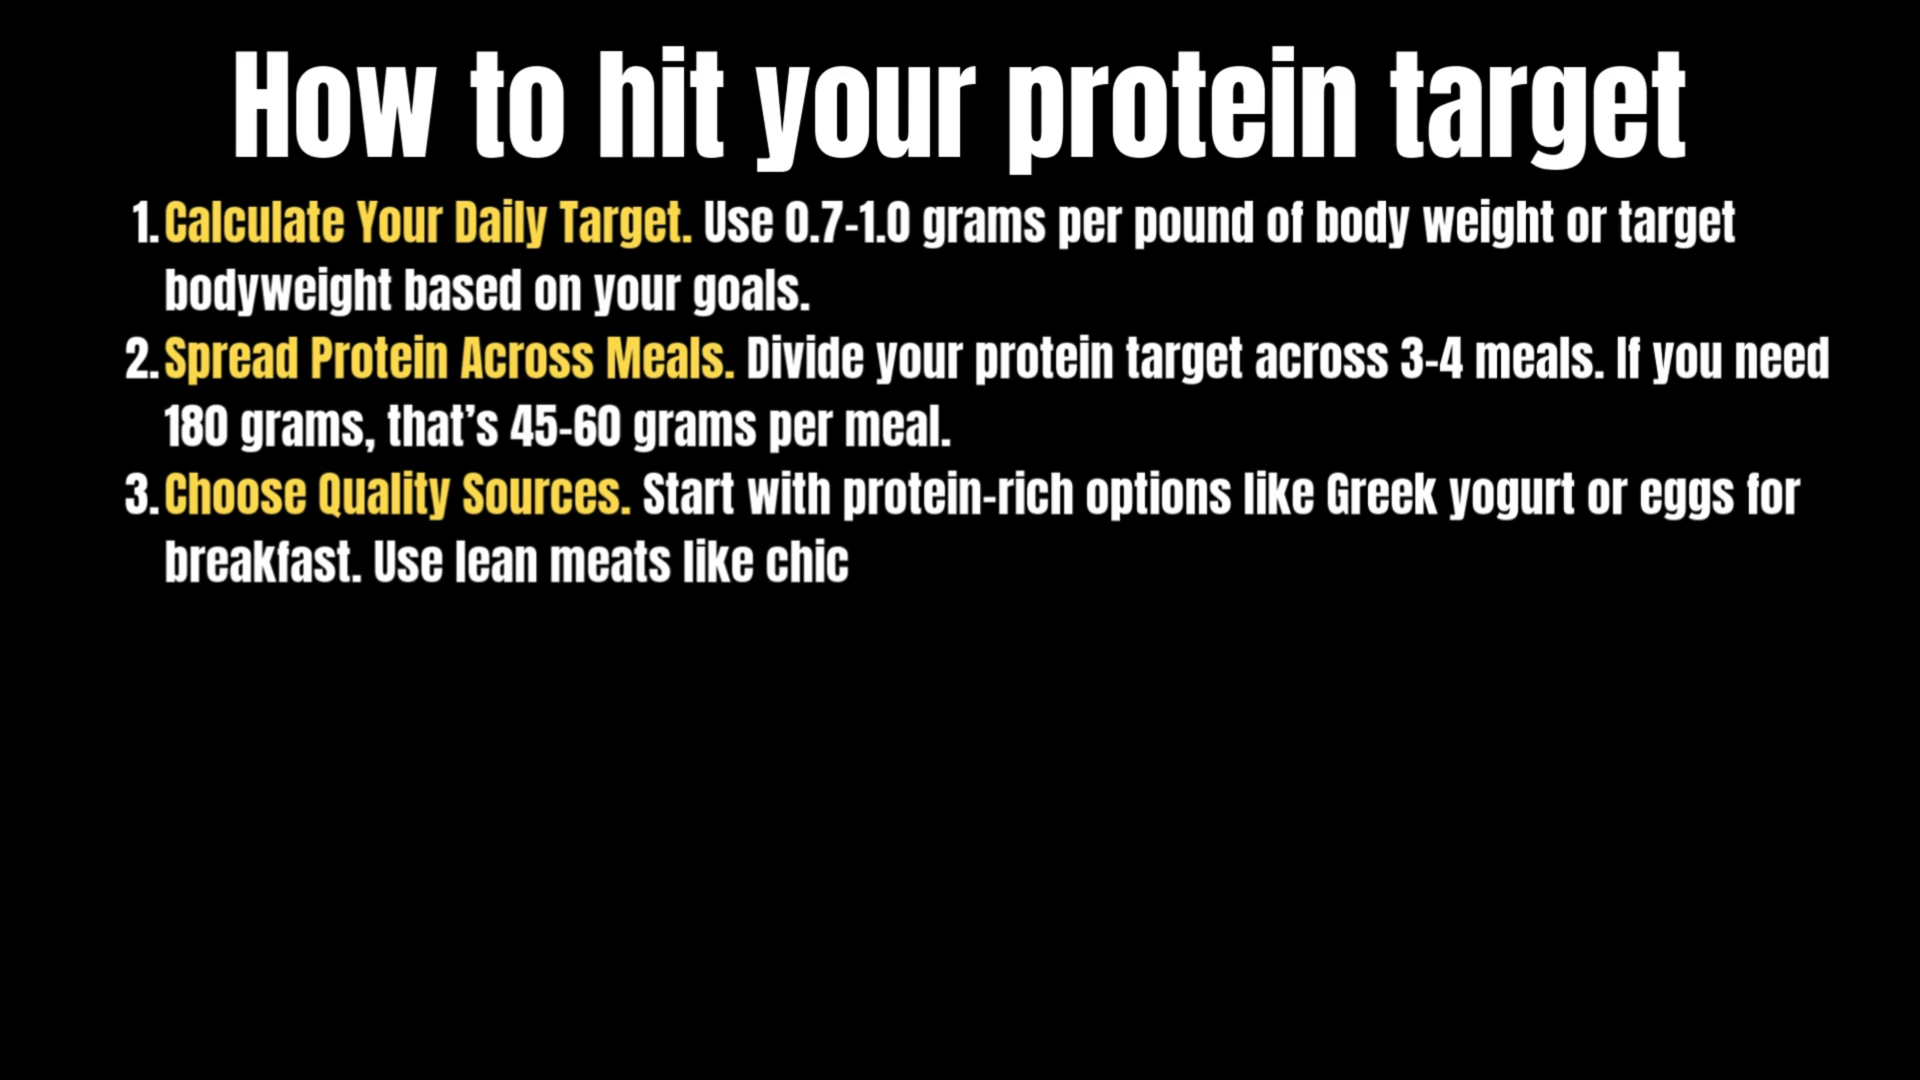 How to hit your protein target
1. Calculate Your Daily Target. Use 0.7-1.0 grams per pound of body weight or target
bodyweight based on your goals.
2. Spread Protein Across Meals. Divide your protein target across 3-4 meals. If you need
180 grams, that’s 45-60 grams per meal.
3. Choose Quality Sources. Start with protein-rich options like Greek yogurt or eggs for
breakfast. Use lean meats like chic